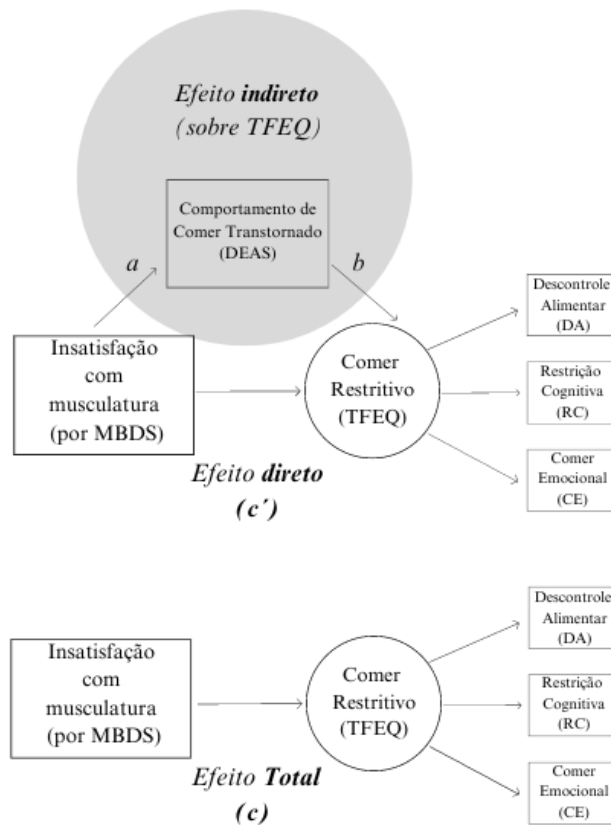 Efeito indireto
(sobre TFEQ)
Comportamento de
Comer Transtornado
(DEAS)
a
b
Insatisfação
com
musculatura
(por MBDS)
Comer
Restritivo
(TFEQ)
Descontrole
Alimentar
(DA)
Restrição
Cognitiva
(RC)
Comer
Emocional
(CE)
Efeito direto
(c´)
Insatisfação
com
musculatura
(por MBDS)
Comer
Restritivo
(TFEQ)
Descontrole
Alimentar
(DA)
Restrição
Cognitiva
(RC)
Comer
Emocional
(CE)
Efeito Total
(c)